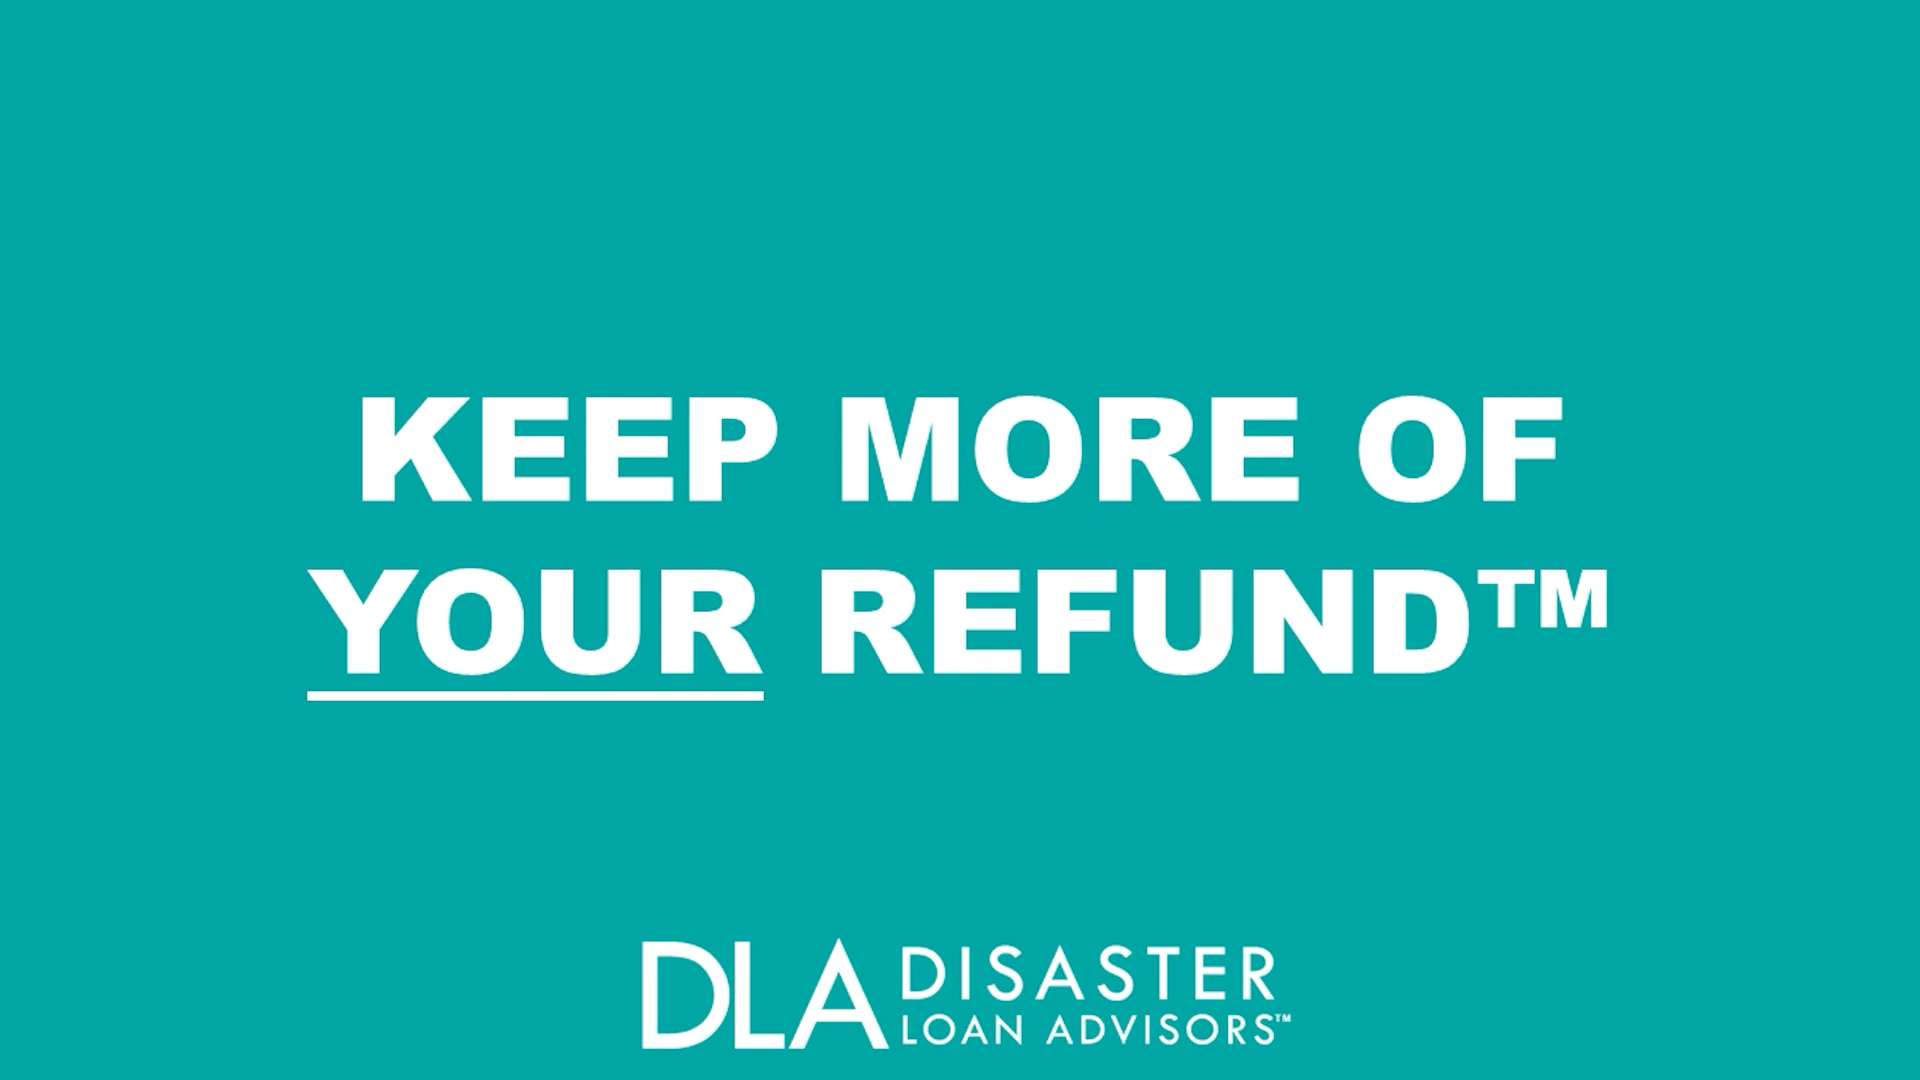 KEEP MORE OF
YOUR REFUND™
DLA DISASTER
LOAN ADVISORS™